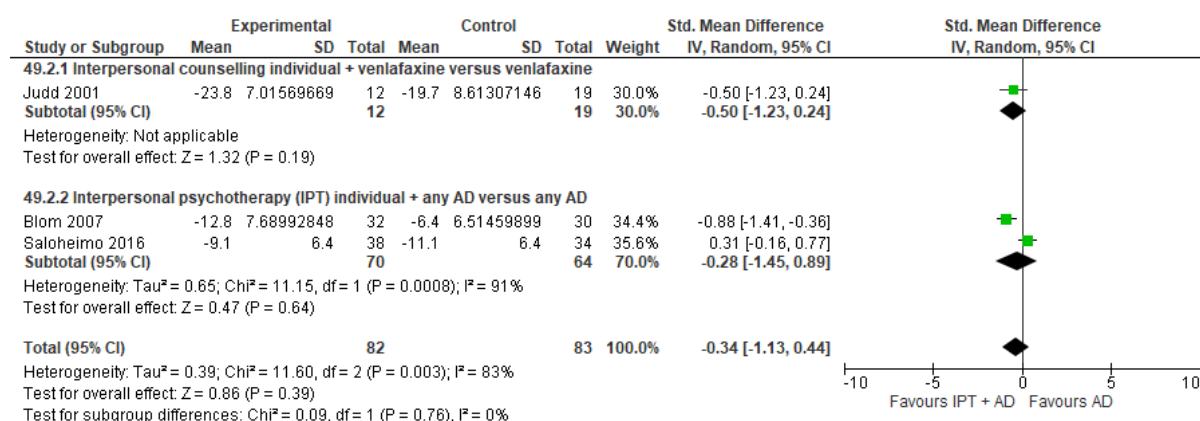 Experimental Control Std. Mean Difference Std. Mean Difference
Study or Subgroup Mean SD Total Mean SD Total Weight IV, Random, 95% CI IV, Random, 95% CI
49.2.1 Interpersonal counselling individual + venlafaxine versus venlafaxine
Judd 2001 -23.8 7.01569669 12 -19.7 8.61307146 19 30.0% -0.50 [-1.23, 0.24]
Subtotal (95% CI) 12 19 30.0% -0.50 [-1.23, 0.24]
Heterogeneity: Not applicable
Test for overall effect: Z = 1.32 (P = 0.19)
49.2.2 Interpersonal psychotherapy (IPT) individual + any AD versus any AD
Blom 2007 -12.8 7.68992848 32 -6.4 6.51459899 30 34.4% -0.88 [-1.41, -0.36]
Saloheimo 2016 -9.1 6.4 38 -11.1 6.4 34 35.6% 0.31 [-0.16, 0.77]
Subtotal (95% CI) 70 64 70.0% -0.28 [-1.45, 0.89]
Heterogeneity: Tau² = 0.65; Chi² = 11.15, df = 1 (P = 0.0008); I² = 91%
Test for overall effect: Z = 0.47 (P = 0.64)
Total (95% CI) 82 83 100.0% -0.34 [-1.13, 0.44]
Heterogeneity: Tau² = 0.39; Chi² = 11.60, df = 2 (P = 0.003); I² = 83%
Test for overall effect: Z = 0.86 (P = 0.39)
Test for subgroup differences: Chi² = 0.09, df = 1 (P = 0.76), I² = 0%
-10 -5 0 5 10
Favours IPT + AD Favours AD